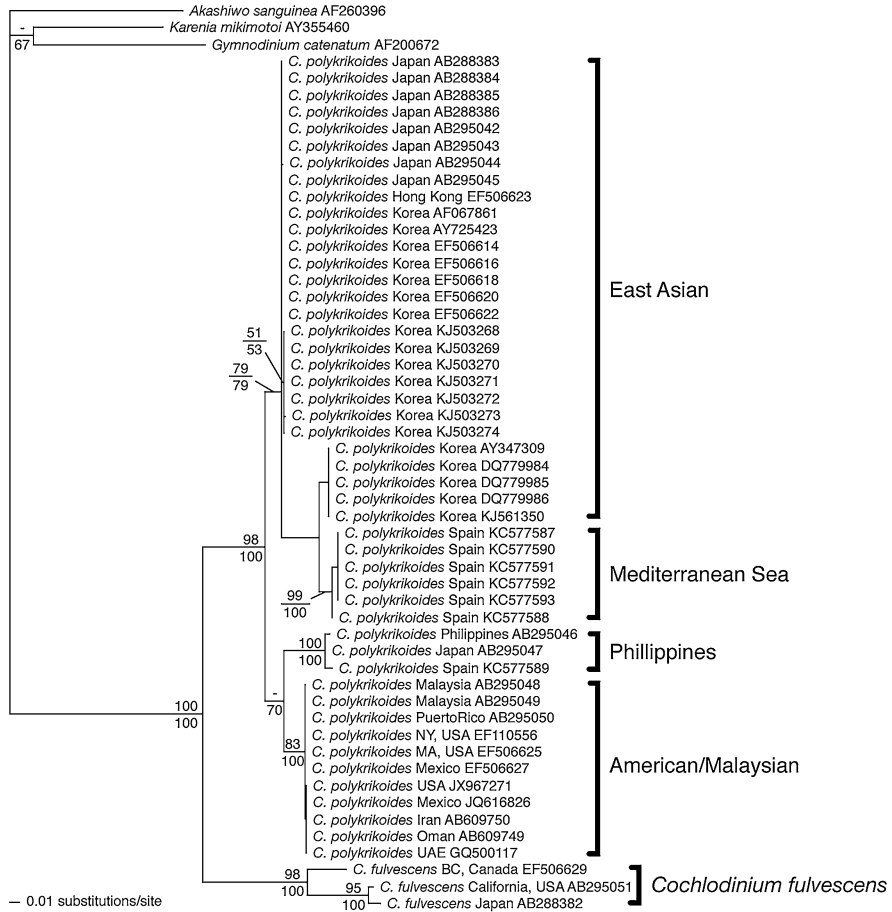 Akashiwo sanguinea AF260396
-
67
Karenia mikimotoi AY355460
Gymnodinium catenatum AF200672
C. polykrikoides Japan AB288383
C. polykrikoides Japan AB288384
C. polykrikoides Japan AB288385
C. polykrikoides Japan AB288386
C. polykrikoides Japan AB295042
C. polykrikoides Japan AB295043
C. polykrikoides Japan AB295044
C. polykrikoides Japan AB295045
C. polykrikoides Hong Kong EF506623
C. polykrikoides Korea AF067861
C. polykrikoides Korea AY725423
C. polykrikoides Korea EF506614
C. polykrikoides Korea EF506616
C. polykrikoides Korea EF506618
C. polykrikoides Korea EF506620
C. polykrikoides Korea EF506622
C. polykrikoides Korea KJ503268
C. polykrikoides Korea KJ503269
C. polykrikoides Korea KJ503270
C. polykrikoides Korea KJ503271
C. polykrikoides Korea KJ503272
C. polykrikoides Korea KJ503273
C. polykrikoides Korea KJ503274
51
53
79
79
C. polykrikoides Korea AY347309
C. polykrikoides Korea DQ779984
C. polykrikoides Korea DQ779985
C. polykrikoides Korea DQ779986
C. polykrikoides Korea KJ561350
East Asian
98
100
C. polykrikoides Spain KC577587
C. polykrikoides Spain KC577590
C. polykrikoides Spain KC577591
C. polykrikoides Spain KC577592
C. polykrikoides Spain KC577593
C. polykrikoides Spain KC577588
99
100
Mediterranean Sea
C. polykrikoides Philippines AB295046
C. polykrikoides Japan AB295047
C. polykrikoides Spain KC577589
100
100
Phillippines
-
70
100
100
C. polykrikoides Malaysia AB295048
C. polykrikoides Malaysia AB295049
C. polykrikoides PuertoRico AB295050
C. polykrikoides NY, USA EF110556
C. polykrikoides MA, USA EF506625
C. polykrikoides Mexico EF506627
C. polykrikoides USA JX967271
C. polykrikoides Mexico JQ616826
C. polykrikoides Iran AB609750
C. polykrikoides Oman AB609749
C. polykrikoides UAE GQ500117
83
100
American/Malaysian
98
100
C. fulvescens BC, Canada EF506629
95
100
C. fulvescens California, USA AB295051
C. fulvescens Japan AB288382
Cochlodinium fulvescens
0.01 substitutions/site